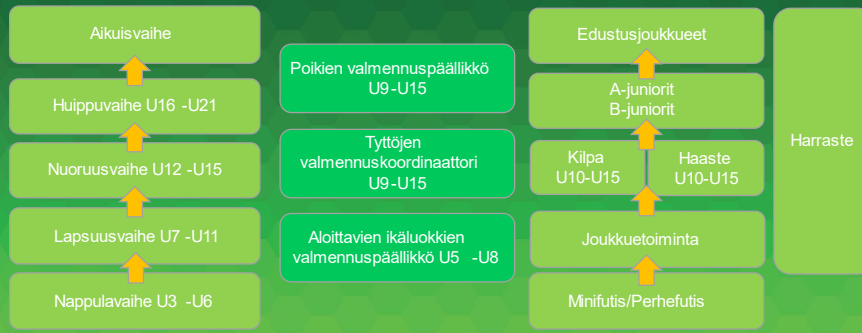 Aikuisvaihe
Huippuvaihe U16 -U21
Nuoruusvaihe U12 -U15
Lapsuusvaihe U7 -U11
Nappulavaihe U3 -U6
Poikien valmennuspäällikkö
U9-U15
Tyttöjen
valmennuskoordinaattori
U9-U15
Aloittavien ikäluokkien
valmennuspäällikkö U5 -U8
Edustusjoukkueet
A-juniorit
B-juniorit
Kilpa
U10-U15
Haaste
U10-U15
Joukkuetoiminta
Minifutis/Perhefutis
Harraste